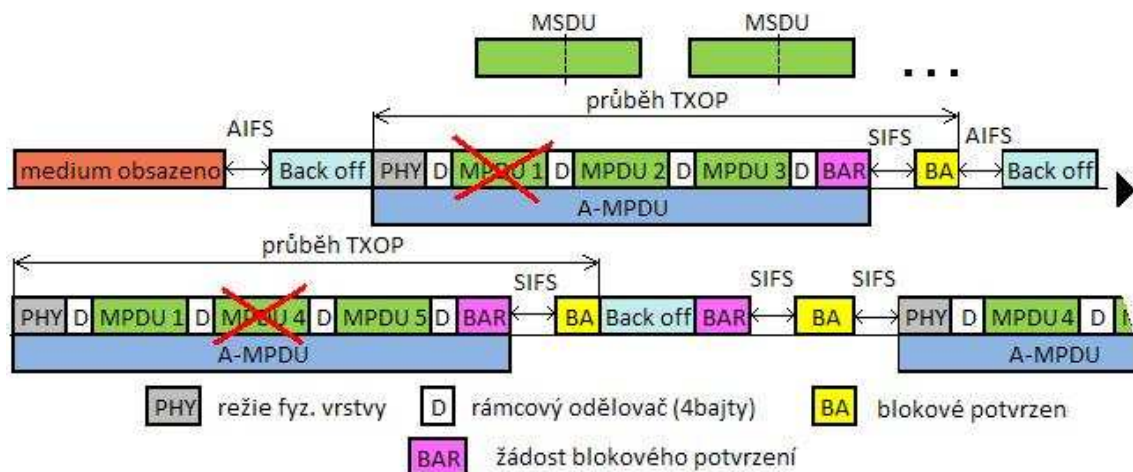 MSDU MSDU
...
průběh TXOP
AIFS SIFS AIFS
medium obsazeno Back off PHY D MPDU 1 D MPDU 2 D MPDU 3 D BAR BA Back off
A-MPDU
průběh TXOP
SIFS SIFS SIFS
PHY D MPDU 1 D MPDU 4 D MPDU 5 D BAR BA Back off BAR BA PHY D MPDU 4 D
A-MPDU A-MPDU
PHY režie fyz. vrstvy D rámcový odělovač (4bajty) BA blokové potvrzen
BAR žádost blokového potvrzení